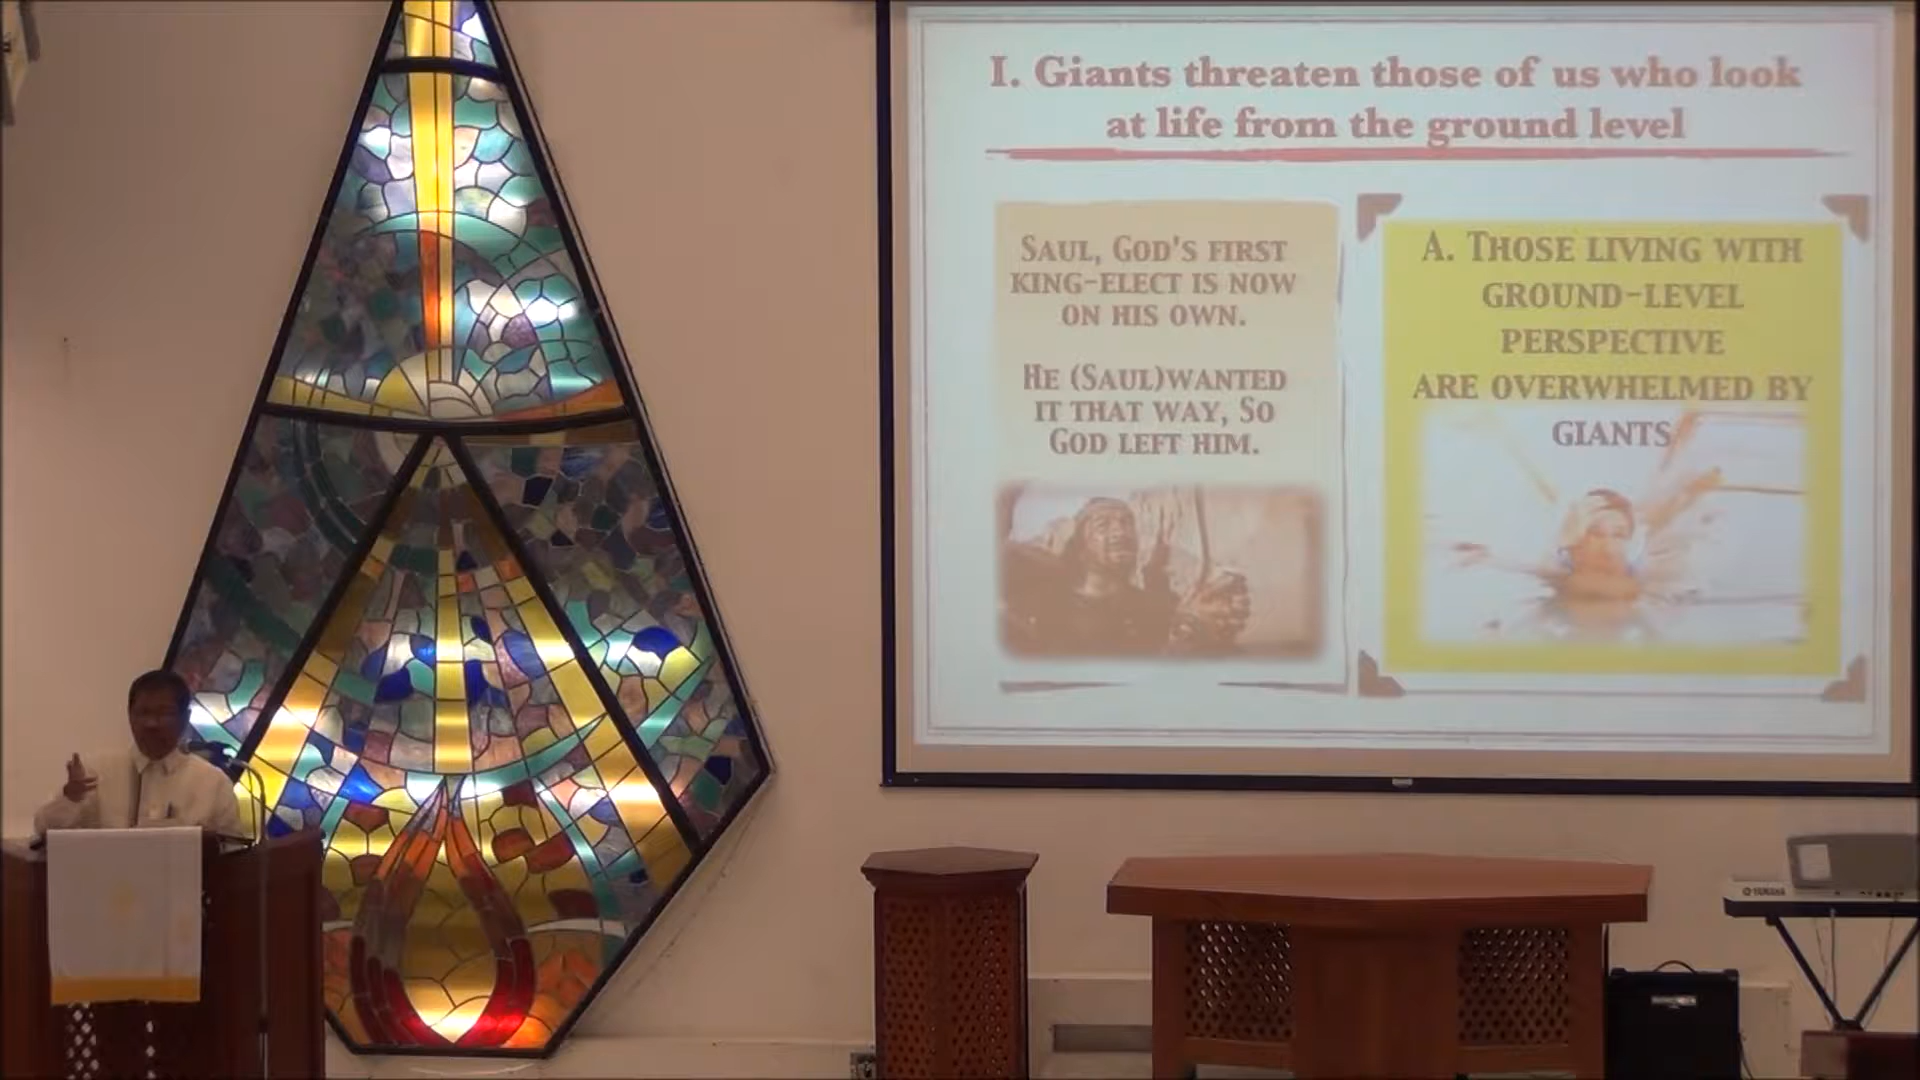 I. Giants threaten those of us who look
at life from the ground level
SAUL, GOD'S FIRST
KING-ELECT IS NOW
ON HIS OWN.
HE (SAUL)WANTED
IT THAT WAY, SO
GOD LEFT HIM.
A. THOSE LIVING WITH
GROUND-LEVEL
PERSPECTIVE
ARE OVERWHELMED BY
GIANTS
YAMAHA